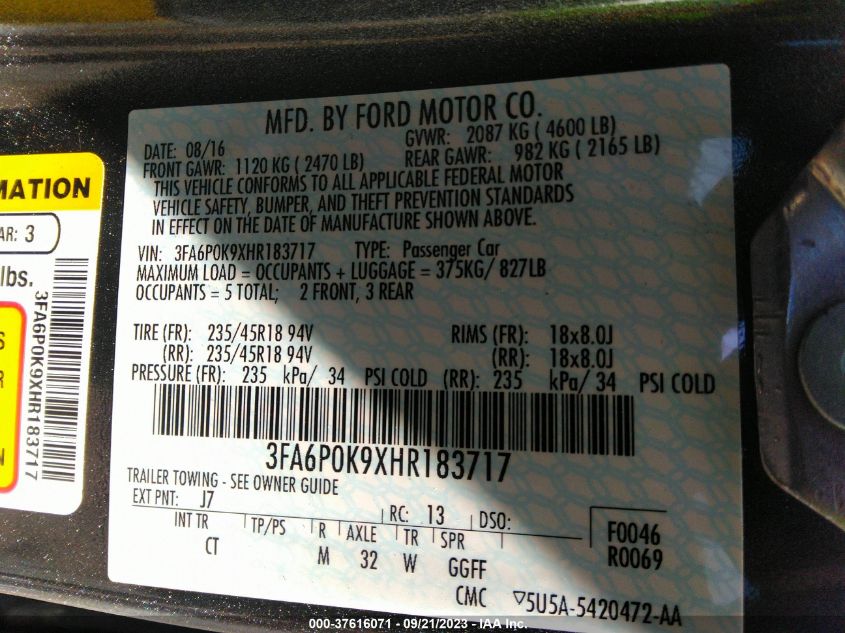 MFD. BY FORD MOTOR CO.
DATE: 08/16 GVWR: 2087 KG ( 4600 LB)
FRONT GAWR: 1120 KG ( 2470 LB) REAR GAWR: 982 KG ( 2165 LB)
THIS VEHICLE CONFORMS TO ALL APPLICABLE FEDERAL MOTOR
VEHICLE SAFETY, BUMPER, AND THEFT PREVENTION STANDARDS
IN EFFECT ON THE DATE OF MANUFACTURE SHOWN ABOVE.
VIN: 3FA6P0K9XHR183717 TYPE: Passenger Car
MAXIMUM LOAD = OCCUPANTS + LUGGAGE = 375KG/ 827LB
OCCUPANTS = 5 TOTAL; 2 FRONT, 3 REAR
TIRE (FR): 235/45R18 94V RIMS (FR): 18x8.0J
(RR): 235/45R18 94V (RR): 18x8.0J
PRESSURE (FR): 235 kPa/ 34 PSI COLD (RR): 235 kPa/ 34 PSI COLD
3FA6P0K9XHR183717
TRAILER TOWING - SEE OWNER GUIDE
EXT PNT: J7 RC: 13 DSO:
INT TR TP/PS R AXLE TR SPR F0046
CT M 32 W GGFF R0069
CMC ▽5U5A-5420472-AA
MATION
AR: 3
lbs.
S
R
N
3FA6P0K9XHR183717
000-37616071 - 09/21/2023 - IAA Inc.